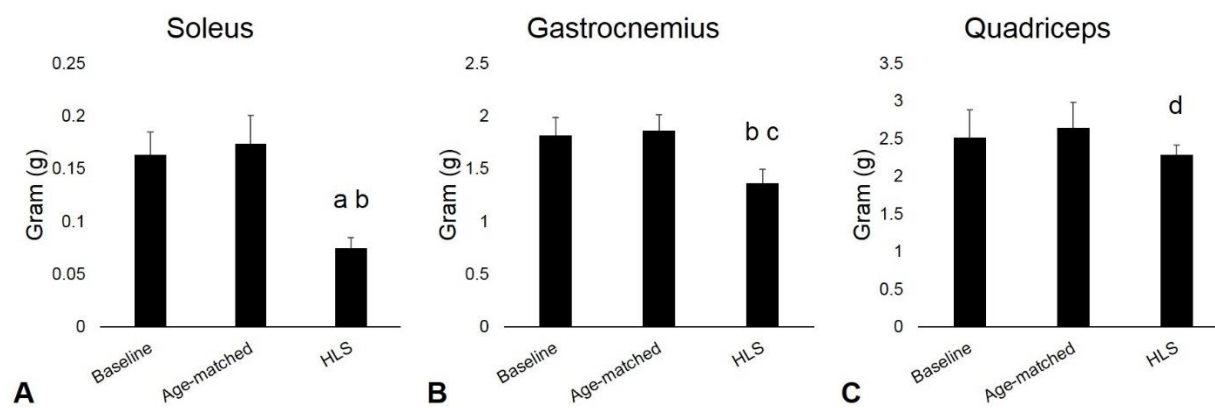 Soleus
0.25
0.2
0.15
0.1
0.05
0
Gram (g)
a b
Baseline
Age-matched
HLS
A
Gastrocnemius
2.5
2
1.5
1
0.5
0
Gram (g)
b c
Baseline
Age-matched
HLS
B
Quadriceps
3.5
3
2.5
2
1.5
1
0.5
0
Gram (g)
d
Baseline
Age-matched
HLS
C